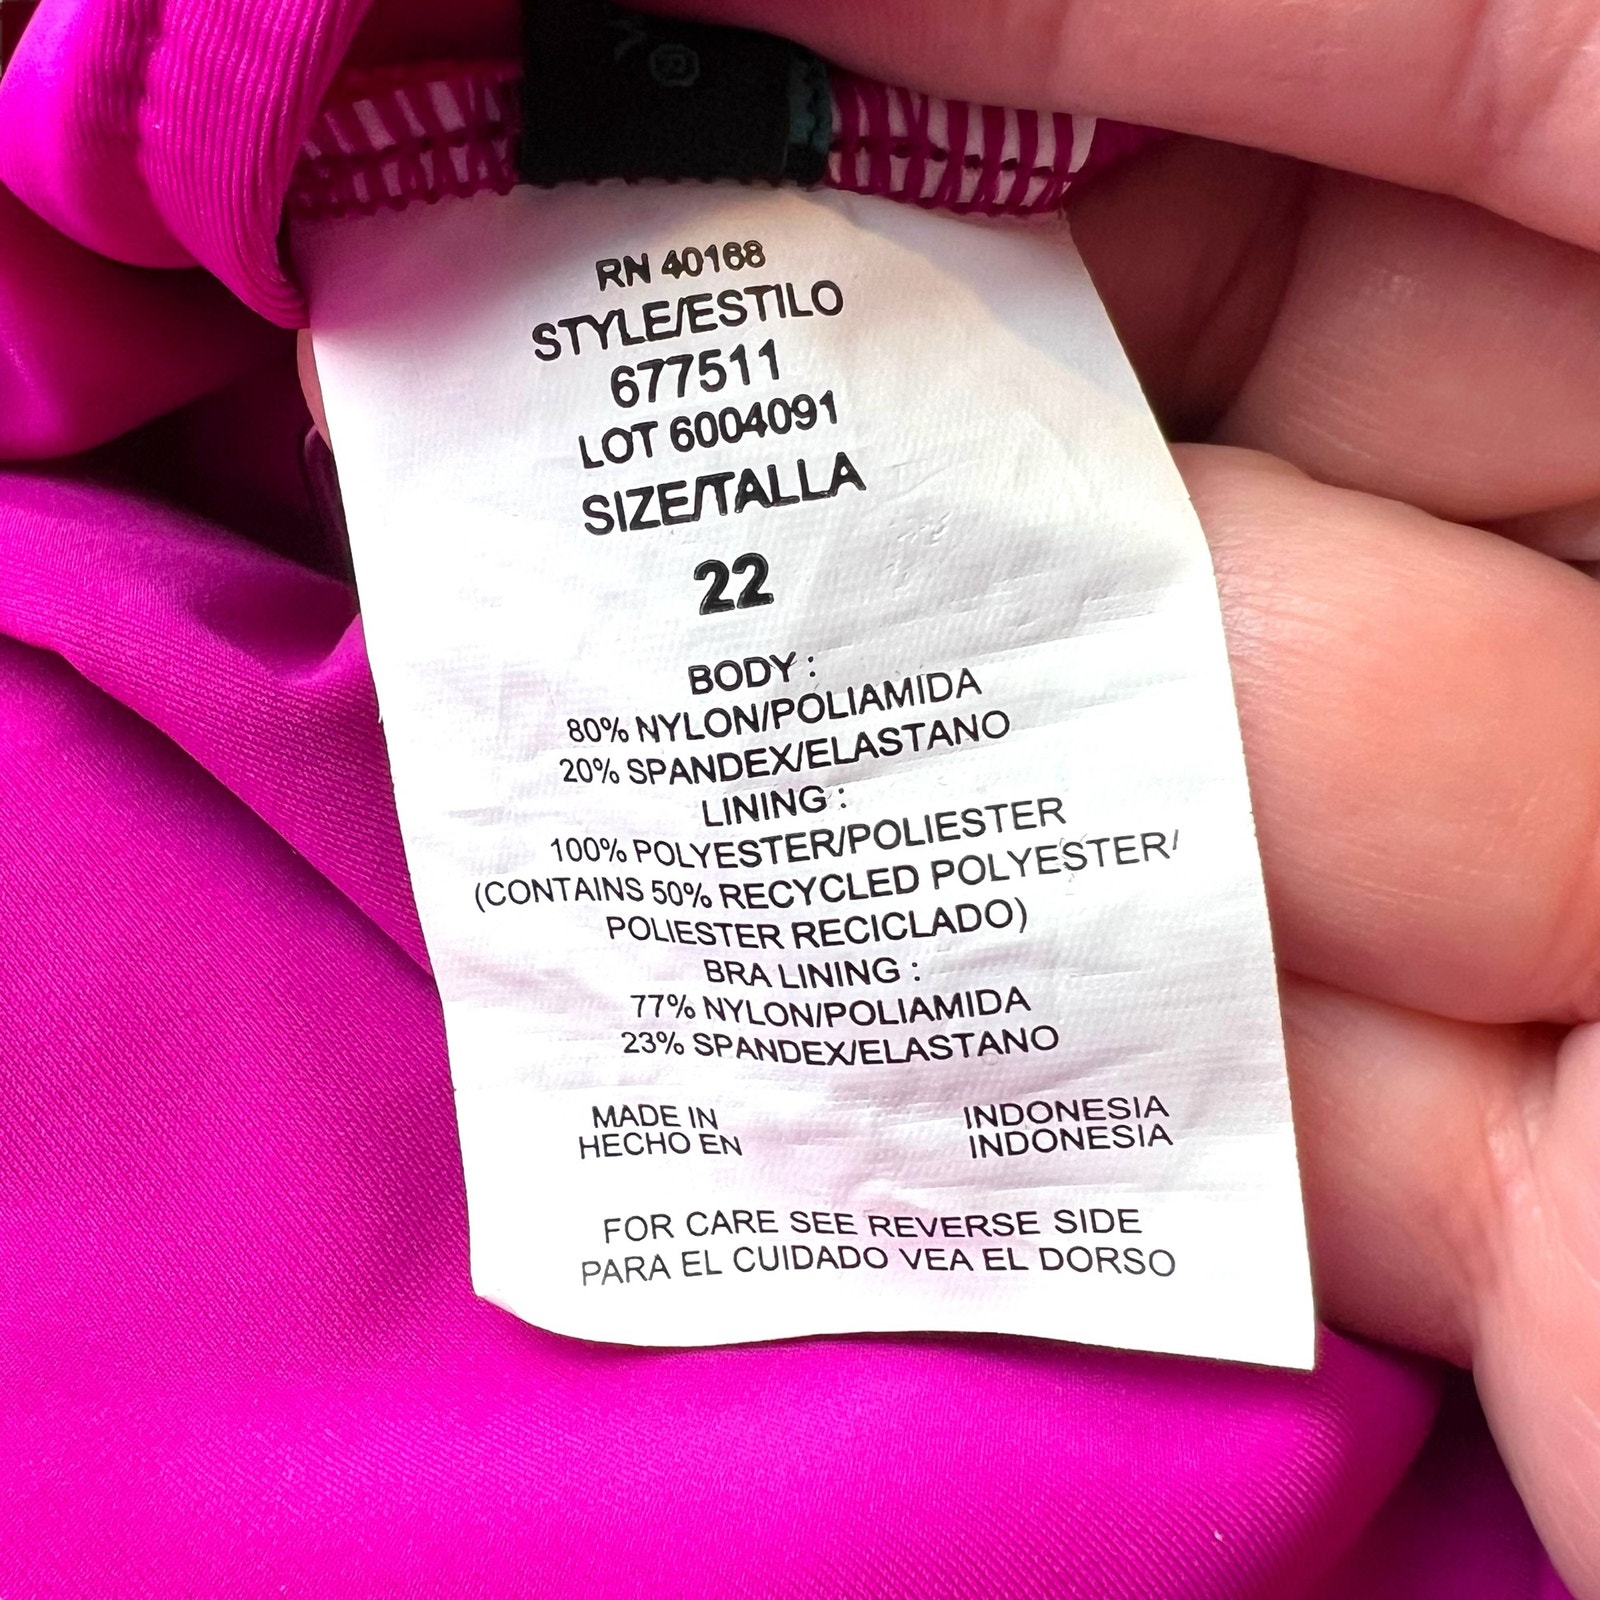 RN 40168
STYLE/ESTILO
677511
LOT 6004091
SIZE/TALLA
22
BODY :
80% NYLON/POLIAMIDA
20% SPANDEX/ELASTANO
LINING :
100% POLYESTER/POLIESTER
(CONTAINS 50% RECYCLED POLYESTER/
POLIESTER RECICLADO)
BRA LINING :
77% NYLON/POLIAMIDA
23% SPANDEX/ELASTANO
MADE IN INDONESIA
HECHO EN INDONESIA
FOR CARE SEE REVERSE SIDE
PARA EL CUIDADO VEA EL DORSO